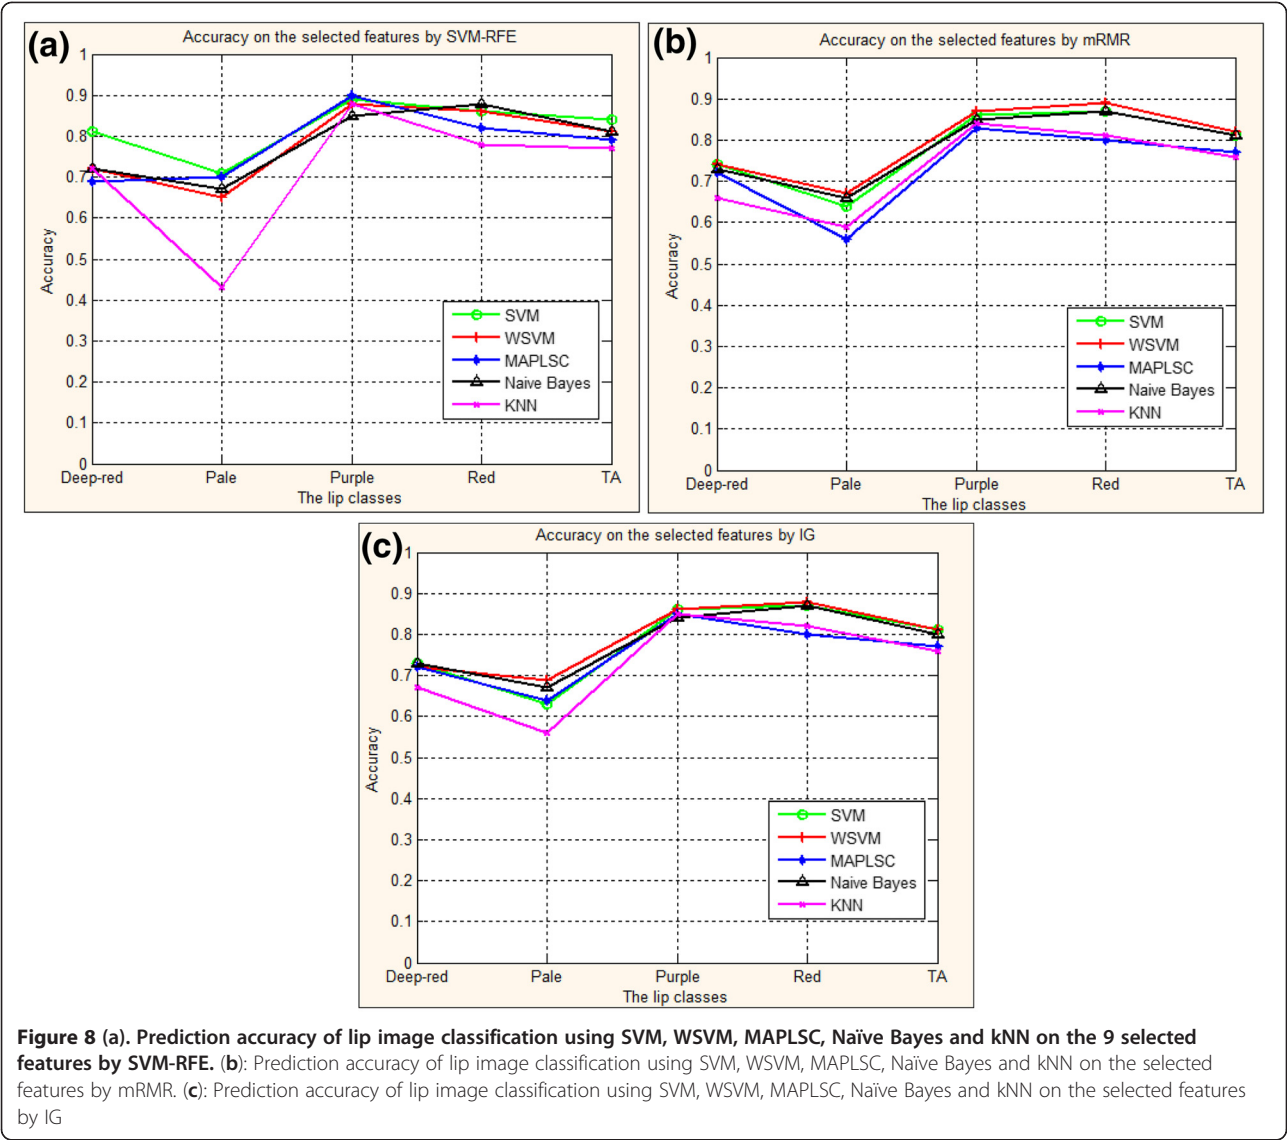 (a)
Accuracy on the selected features by SVM-RFE
1
0.9
0.8
0.7
0.6
0.5
0.4
0.3
0.2
0.1
0
Accuracy
SVM
WSVM
MAPLSC
Naive Bayes
KNN
Deep-red Pale Purple Red TA
The lip classes
(b)
Accuracy on the selected features by mRMR
1
0.9
0.8
0.7
0.6
0.5
0.4
0.3
0.2
0.1
0
Accuracy
SVM
WSVM
MAPLSC
Naive Bayes
KNN
Deep-red Pale Purple Red TA
The lip classes
(c)
Accuracy on the selected features by IG
1
0.9
0.8
0.7
0.6
0.5
0.4
0.3
0.2
0.1
0
Accuracy
SVM
WSVM
MAPLSC
Naive Bayes
KNN
Deep-red Pale Purple Red TA
The lip classes
Figure 8 (a). Prediction accuracy of lip image classification using SVM, WSVM, MAPLSC, Naïve Bayes and kNN on the 9 selected
features by SVM-RFE. (b): Prediction accuracy of lip image classification using SVM, WSVM, MAPLSC, Naïve Bayes and kNN on the selected
features by mRMR. (c): Prediction accuracy of lip image classification using SVM, WSVM, MAPLSC, Naïve Bayes and kNN on the selected features
by IG